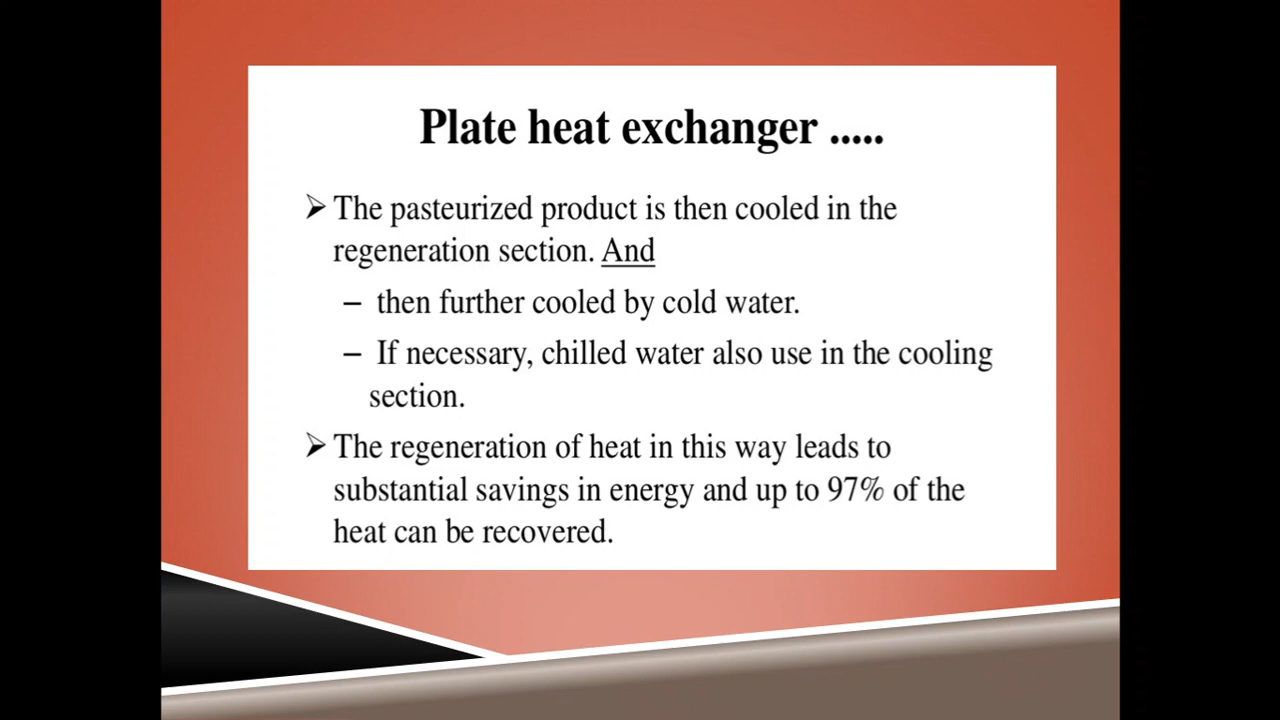 Plate heat exchanger .....
➢ The pasteurized product is then cooled in the
regeneration section. And
– then further cooled by cold water.
– If necessary, chilled water also use in the cooling
section.
➢ The regeneration of heat in this way leads to
substantial savings in energy and up to 97% of the
heat can be recovered.